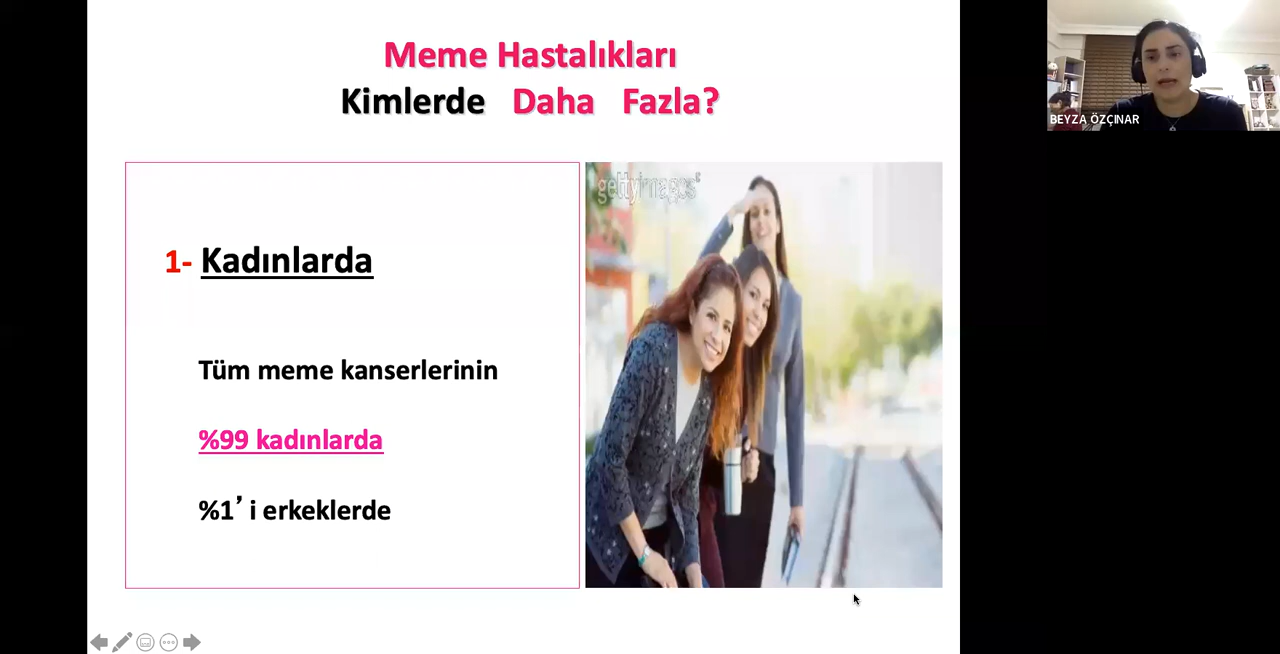 Meme Hastalıkları
Kimlerde Daha Fazla?
BEYZA ÖZÇINAR
gettyimages
1- Kadınlarda
Tüm meme kanserlerinin
%99 kadınlarda
%1’ i erkeklerde